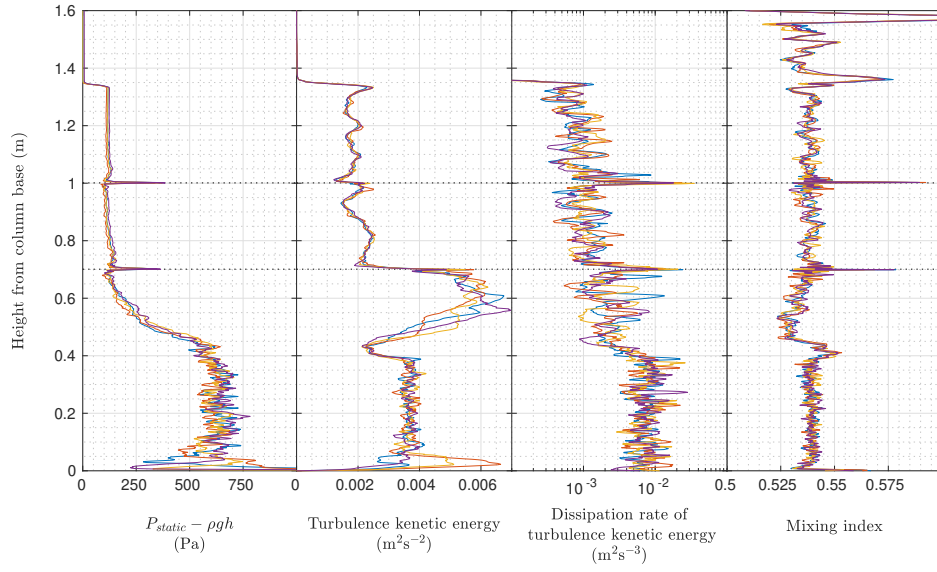 1.6
1.4
1.2
1
0.8
0.6
0.4
0.2
0
Height from column base (m)
0 250 500 750
0 0.002 0.004 0.006
10⁻³ 10⁻²
0.5 0.525 0.55 0.575
P_static − ρgh
(Pa)
Turbulence kenetic energy
(m²s⁻²)
Dissipation rate of
turbulence kenetic energy
(m²s⁻³)
Mixing index